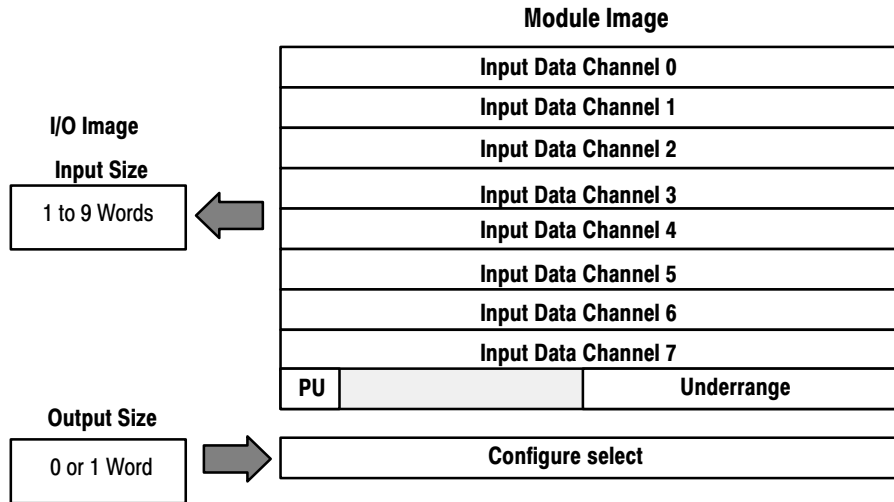 Module Image
Input Data Channel 0
Input Data Channel 1
I/O Image
Input Data Channel 2
Input Size
Input Data Channel 3
1 to 9 Words
Input Data Channel 4
Input Data Channel 5
Input Data Channel 6
Input Data Channel 7
PU
Underrange
Output Size
Configure select
0 or 1 Word